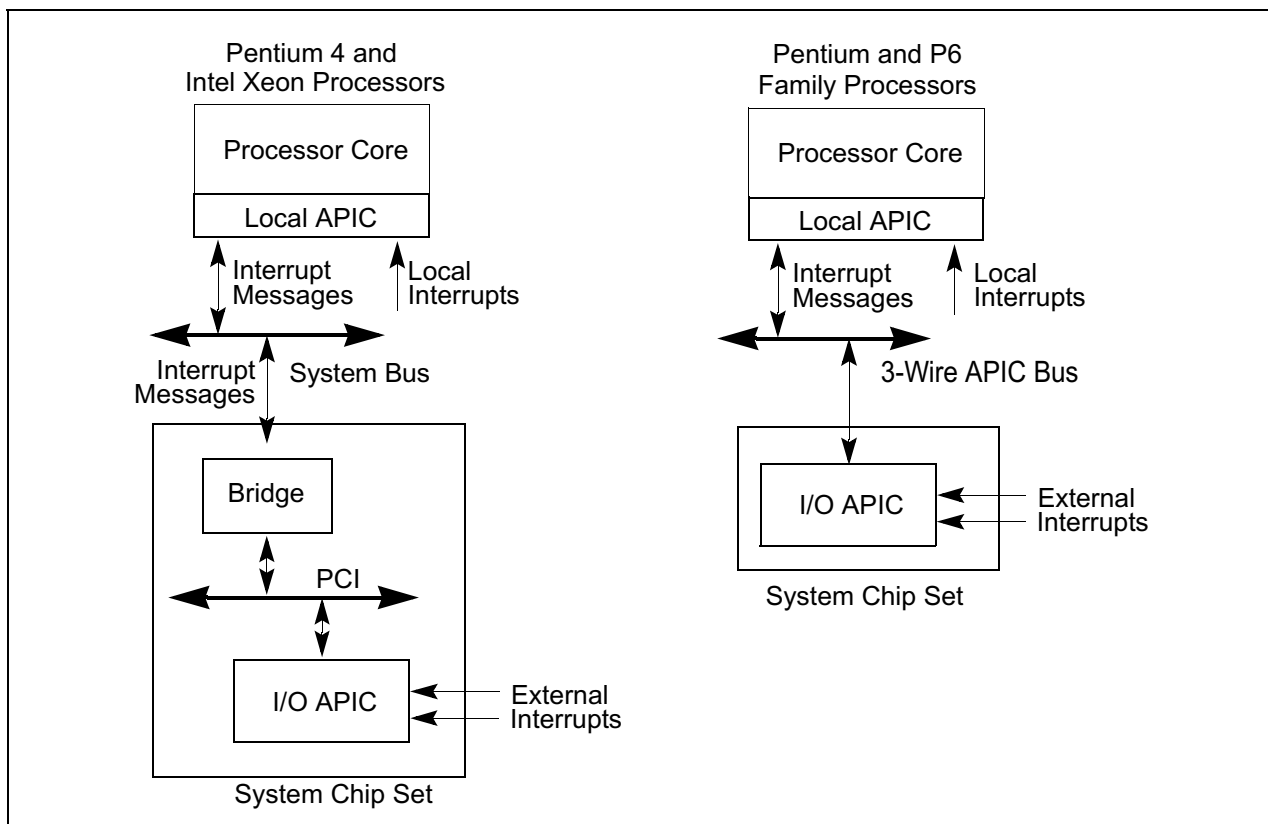 Pentium 4 and
Intel Xeon Processors
Processor Core
Local APIC
Interrupt
Messages
Local
Interrupts
Interrupt
Messages
System Bus
Bridge
PCI
I/O APIC
External
Interrupts
System Chip Set
Pentium and P6
Family Processors
Processor Core
Local APIC
Interrupt
Messages
Local
Interrupts
3-Wire APIC Bus
I/O APIC
External
Interrupts
System Chip Set